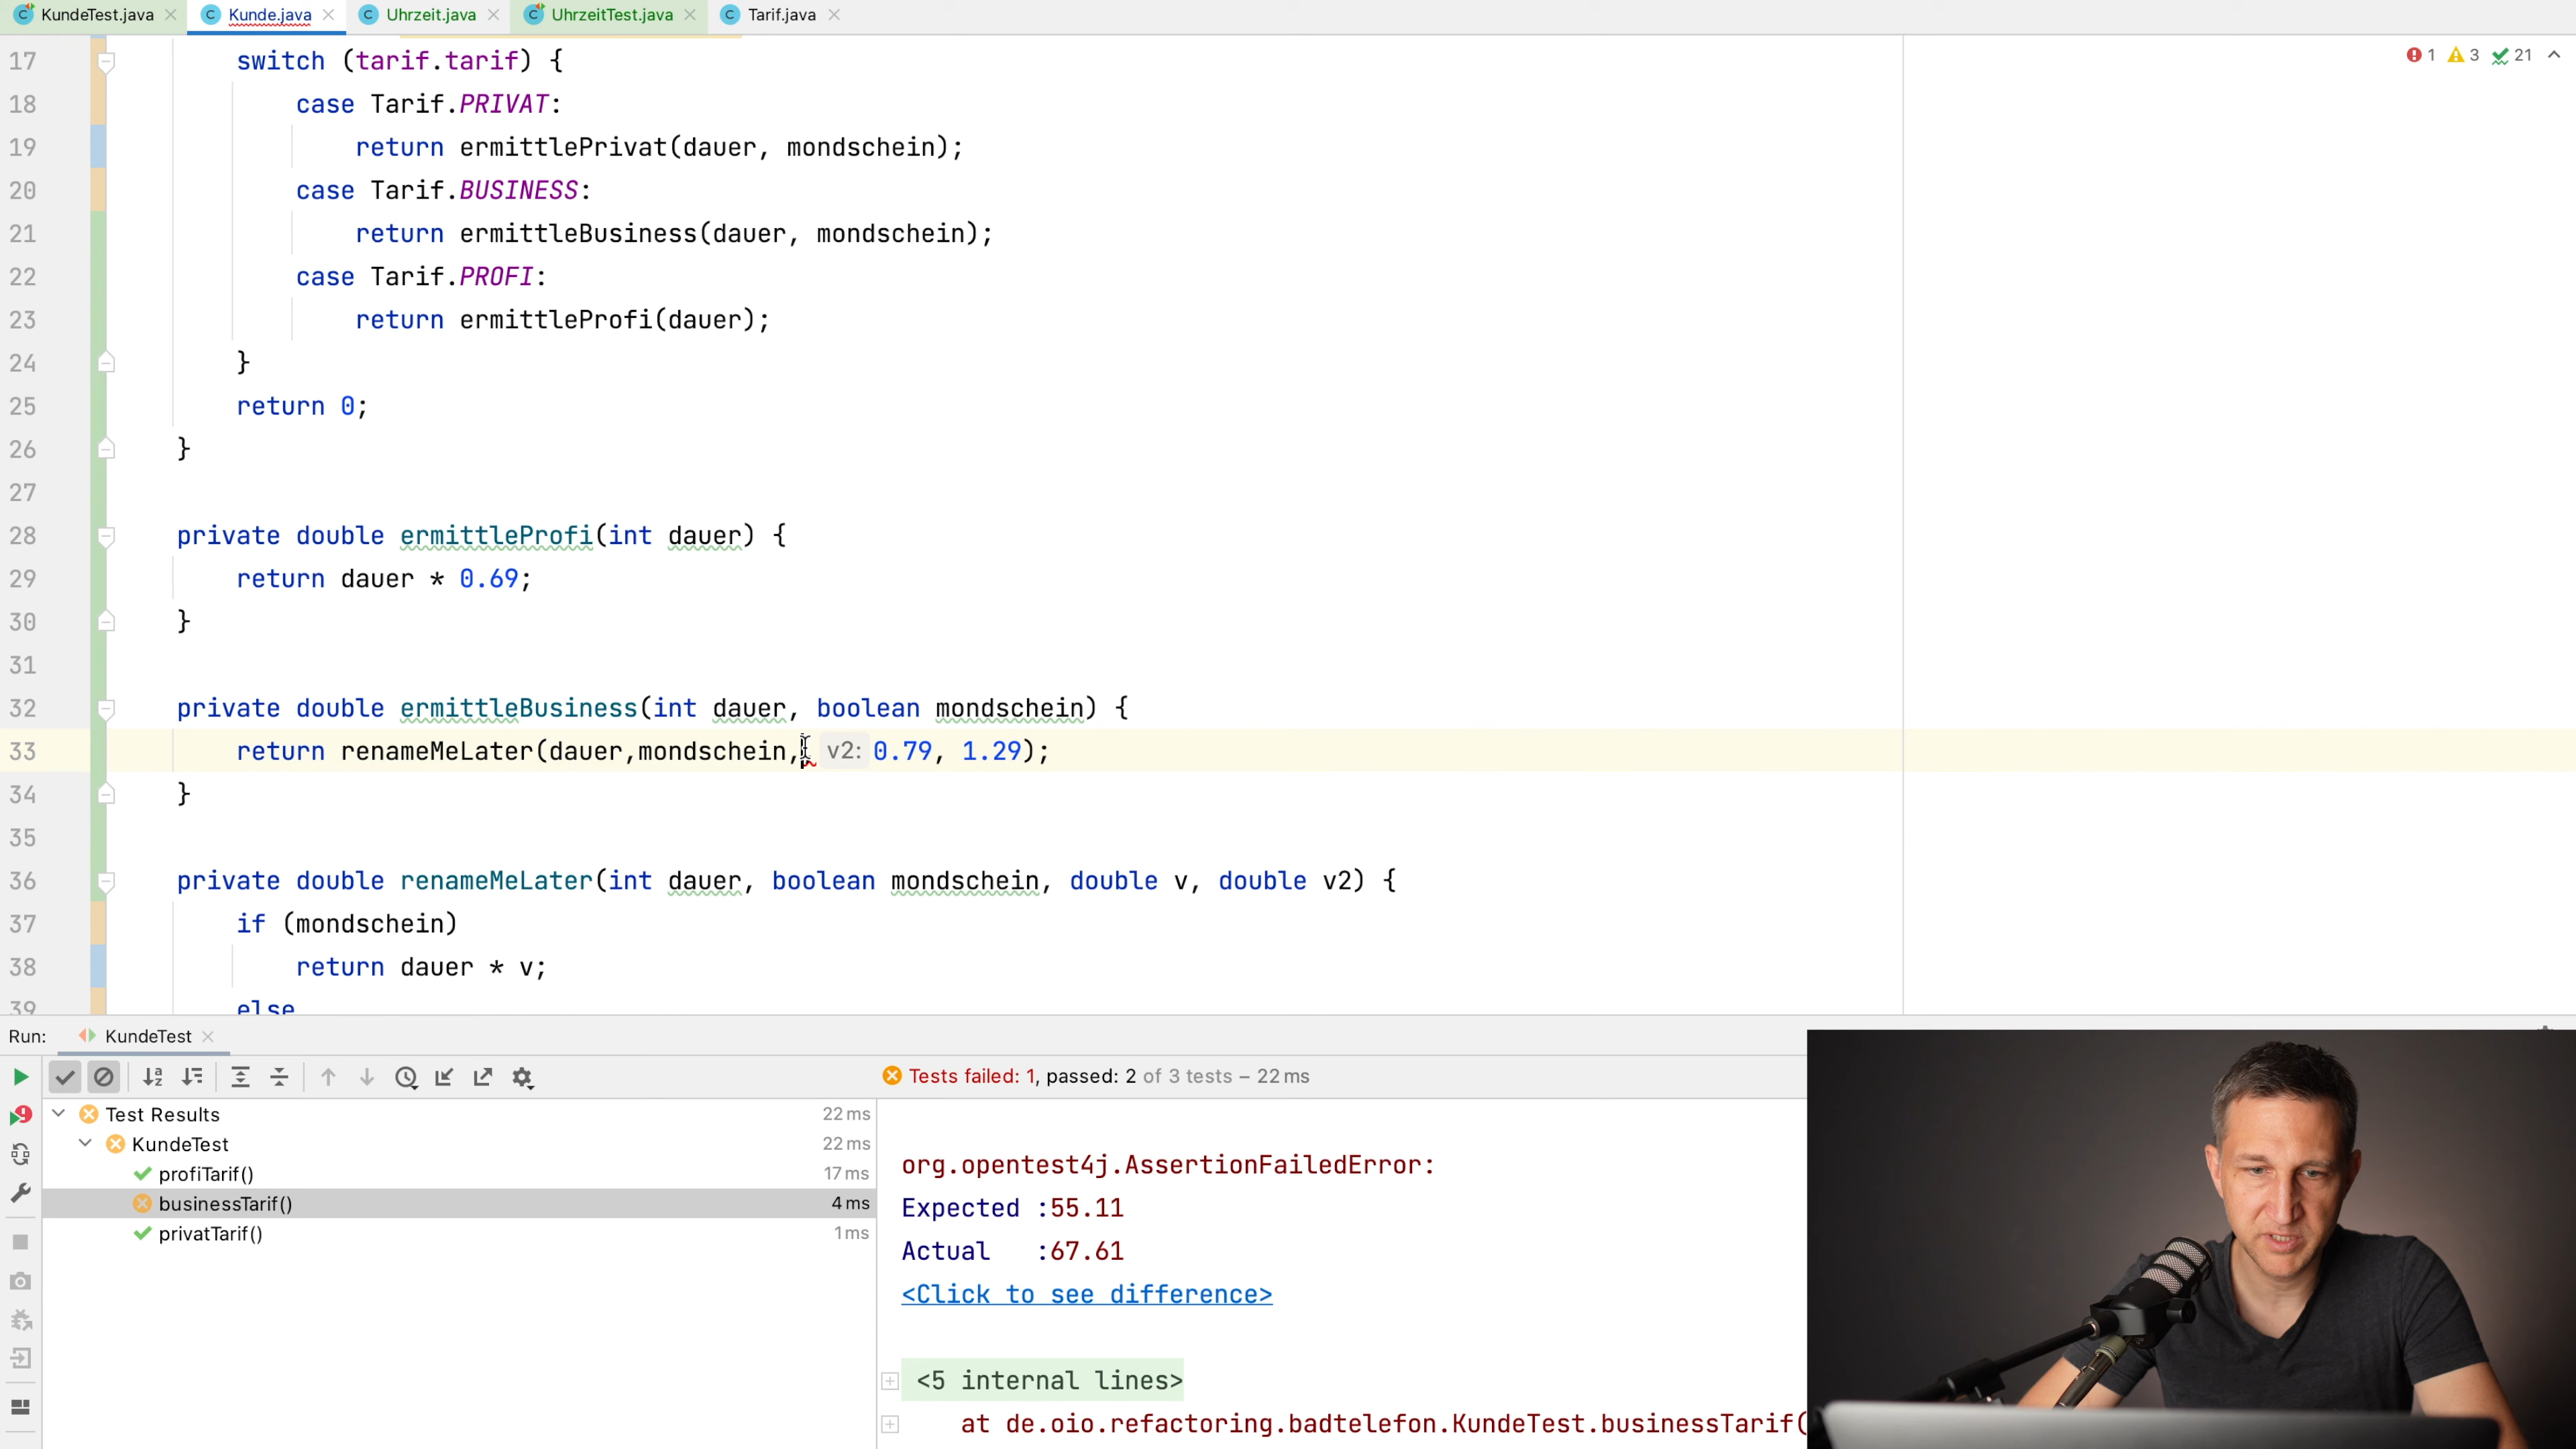 KundeTest.java Kunde.java Uhrzeit.java UhrzeitTest.java Tarif.java
17 switch (tarif.tarif) { 1 3 21
18 case Tarif.PRIVAT:
19 return ermittlePrivat(dauer, mondschein);
20 case Tarif.BUSINESS:
21 return ermittleBusiness(dauer, mondschein);
22 case Tarif.PROFI:
23 return ermittleProfi(dauer);
24 }
25 return 0;
26 }
27
28 private double ermittleProfi(int dauer) {
29 return dauer * 0.69;
30 }
31
32 private double ermittleBusiness(int dauer, boolean mondschein) {
33 return renameMeLater(dauer,mondschein, v2: 0.79, 1.29);
34 }
35
36 private double renameMeLater(int dauer, boolean mondschein, double v, double v2) {
37 if (mondschein)
38 return dauer * v;
39 else
Run: KundeTest
Tests failed: 1, passed: 2 of 3 tests – 22 ms
Test Results 22 ms
KundeTest 22 ms
profiTarif() 17 ms
businessTarif() 4 ms
privatTarif() 1 ms
org.opentest4j.AssertionFailedError:
Expected :55.11
Actual :67.61
<Click to see difference>
<5 internal lines>
at de.oio.refactoring.badtelefon.KundeTest.businessTarif(